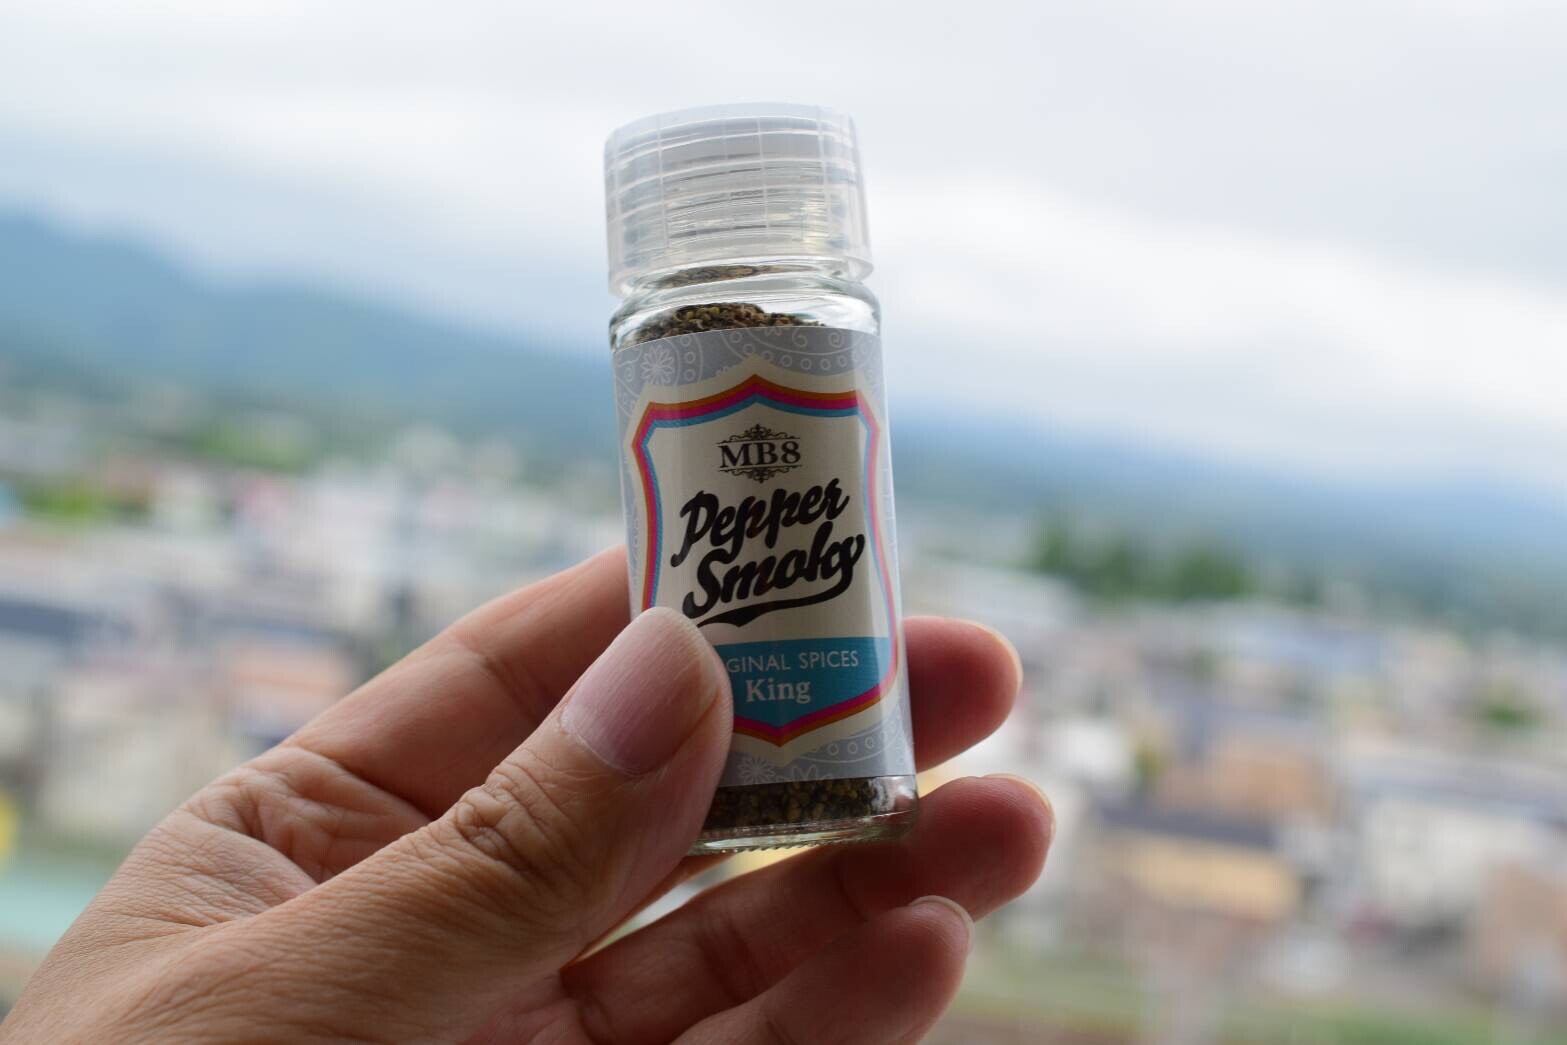 MB8
Pepper
Smoky
GINAL SPICES
King